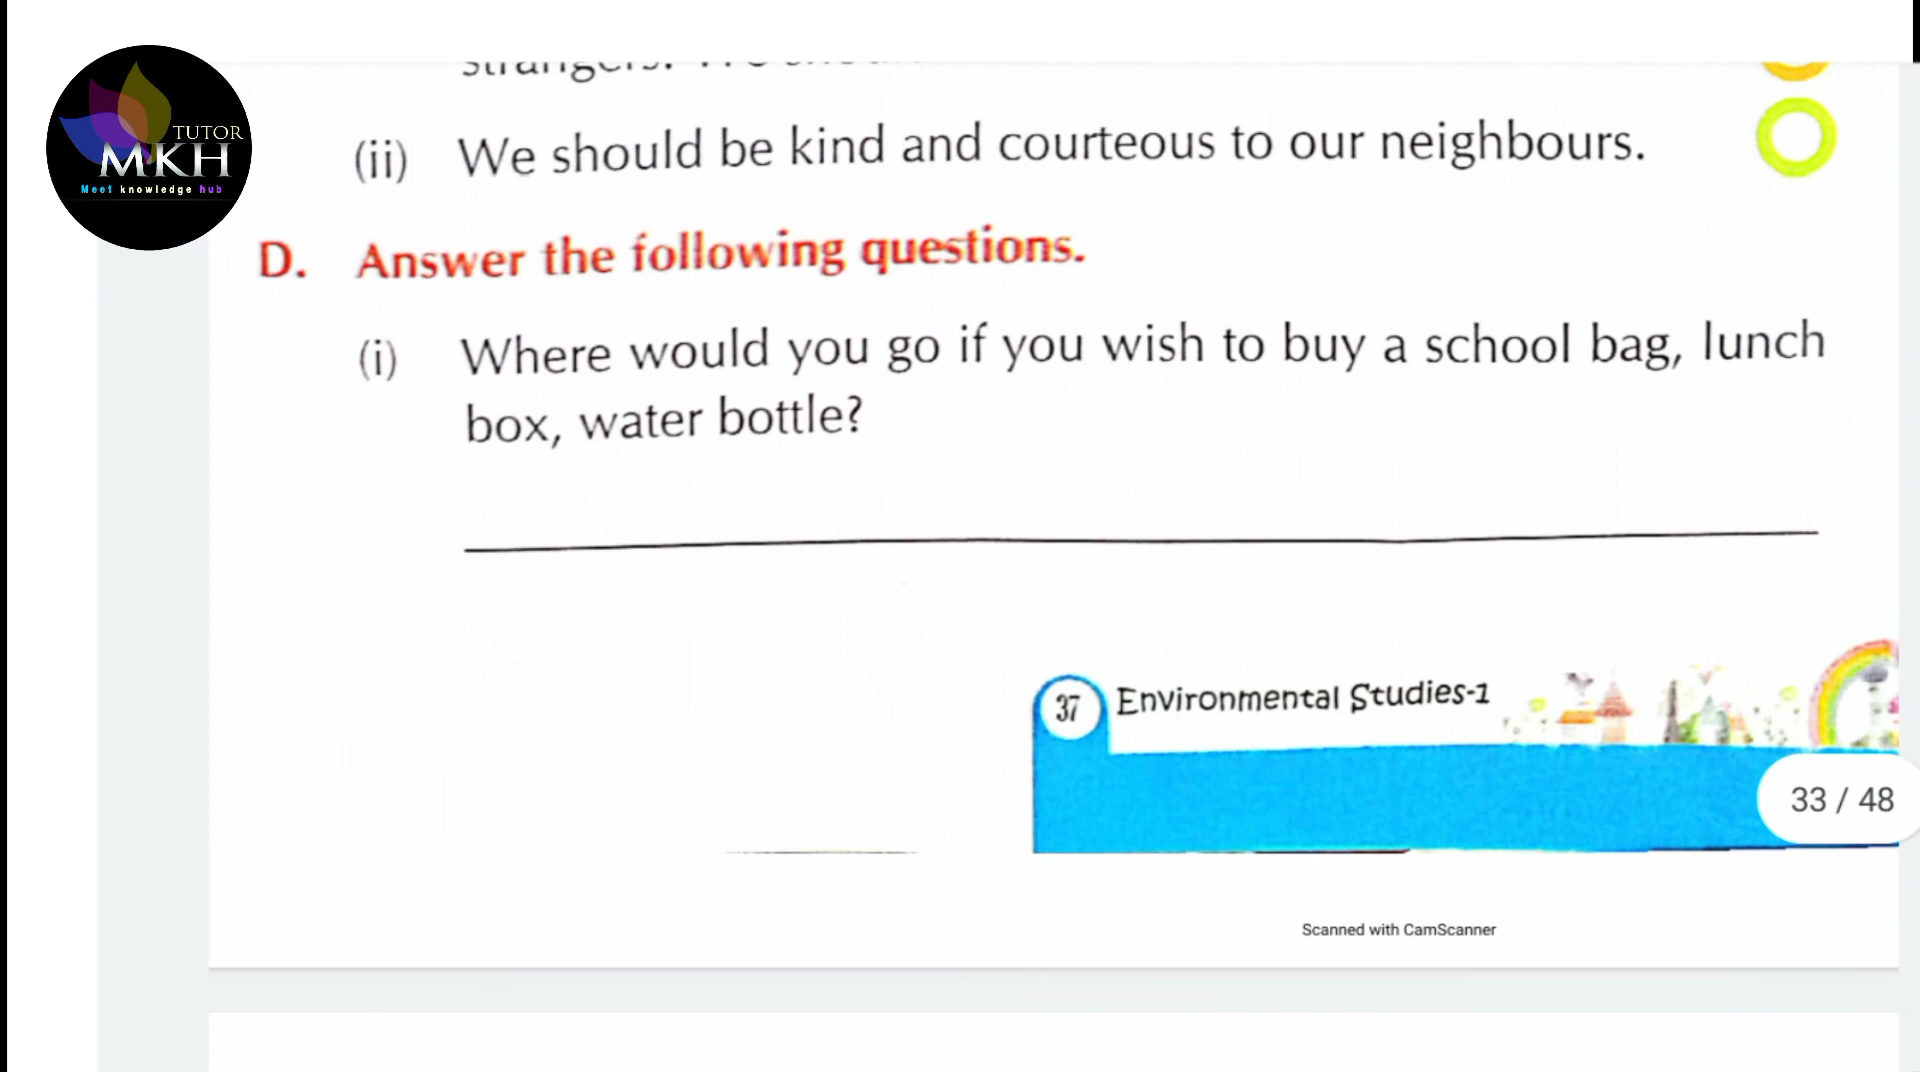 TUTOR
MKH
Meet knowledge hub
(ii) We should be kind and courteous to our neighbours.
D. Answer the following questions.
(i) Where would you go if you wish to buy a school bag, lunch
box, water bottle?
37 Environmental Studies-1
33 / 48
Scanned with CamScanner